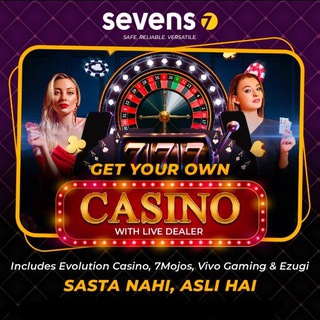 sevens 7
SAFE. RELIABLE. VERSATILE.
777
GET YOUR OWN
CASINO
WITH LIVE DEALER
Includes Evolution Casino, 7Mojos, Vivo Gaming & Ezugi
SASTA NAHI, ASLI HAI